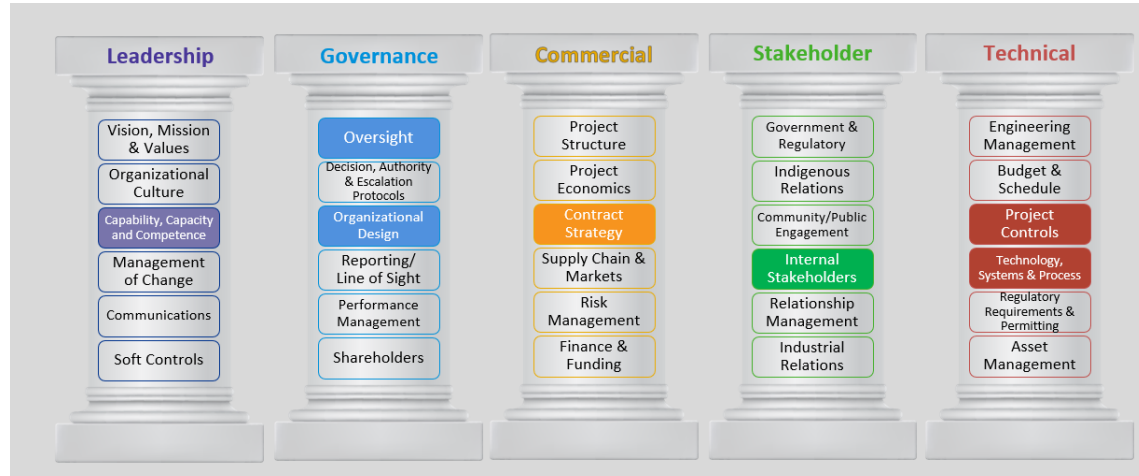 Leadership
Vision, Mission
& Values
Organizational
Culture
Capability, Capacity
and Competence
Management
of Change
Communications
Soft Controls
Governance
Oversight
Decision, Authority
& Escalation
Protocols
Organizational
Design
Reporting/
Line of Sight
Performance
Management
Shareholders
Commercial
Project
Structure
Project
Economics
Contract
Strategy
Supply Chain &
Markets
Risk
Management
Finance &
Funding
Stakeholder
Government &
Regulatory
Indigenous
Relations
Community/Public
Engagement
Internal
Stakeholders
Relationship
Management
Industrial
Relations
Technical
Engineering
Management
Budget &
Schedule
Project
Controls
Technology,
Systems & Process
Regulatory
Requirements &
Permitting
Asset
Management